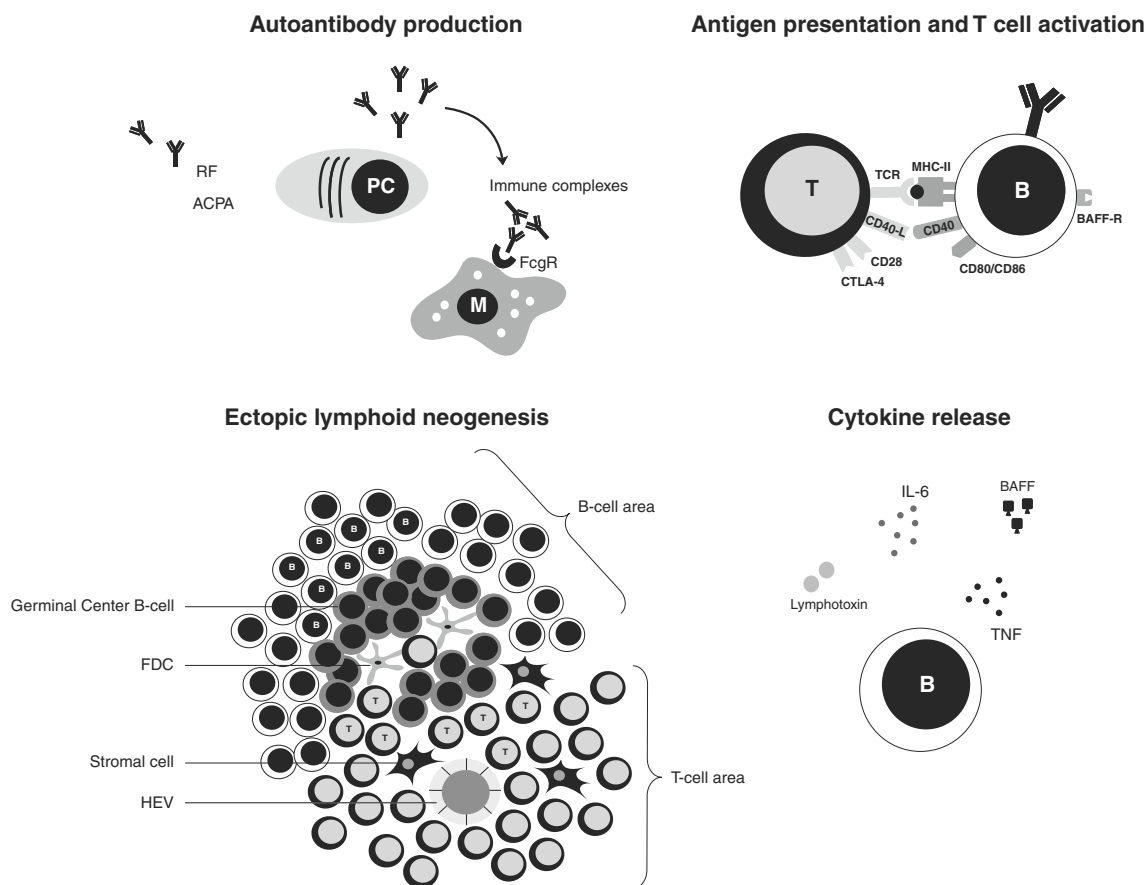 Autoantibody production
RF
ACPA
PC
Immune complexes
FcgR
M
Antigen presentation and T cell activation
T
TCR
MHC-II
B
BAFF-R
CD40-L
CD40
CD28
CTLA-4
CD80/CD86
Ectopic lymphoid neogenesis
B-cell area
B
B
B
B
B
B
B
B
Germinal Center B-cell
FDC
T
T
T
T
T
T
T
Stromal cell
HEV
T-cell area
Cytokine release
IL-6
BAFF
Lymphotoxin
TNF
B